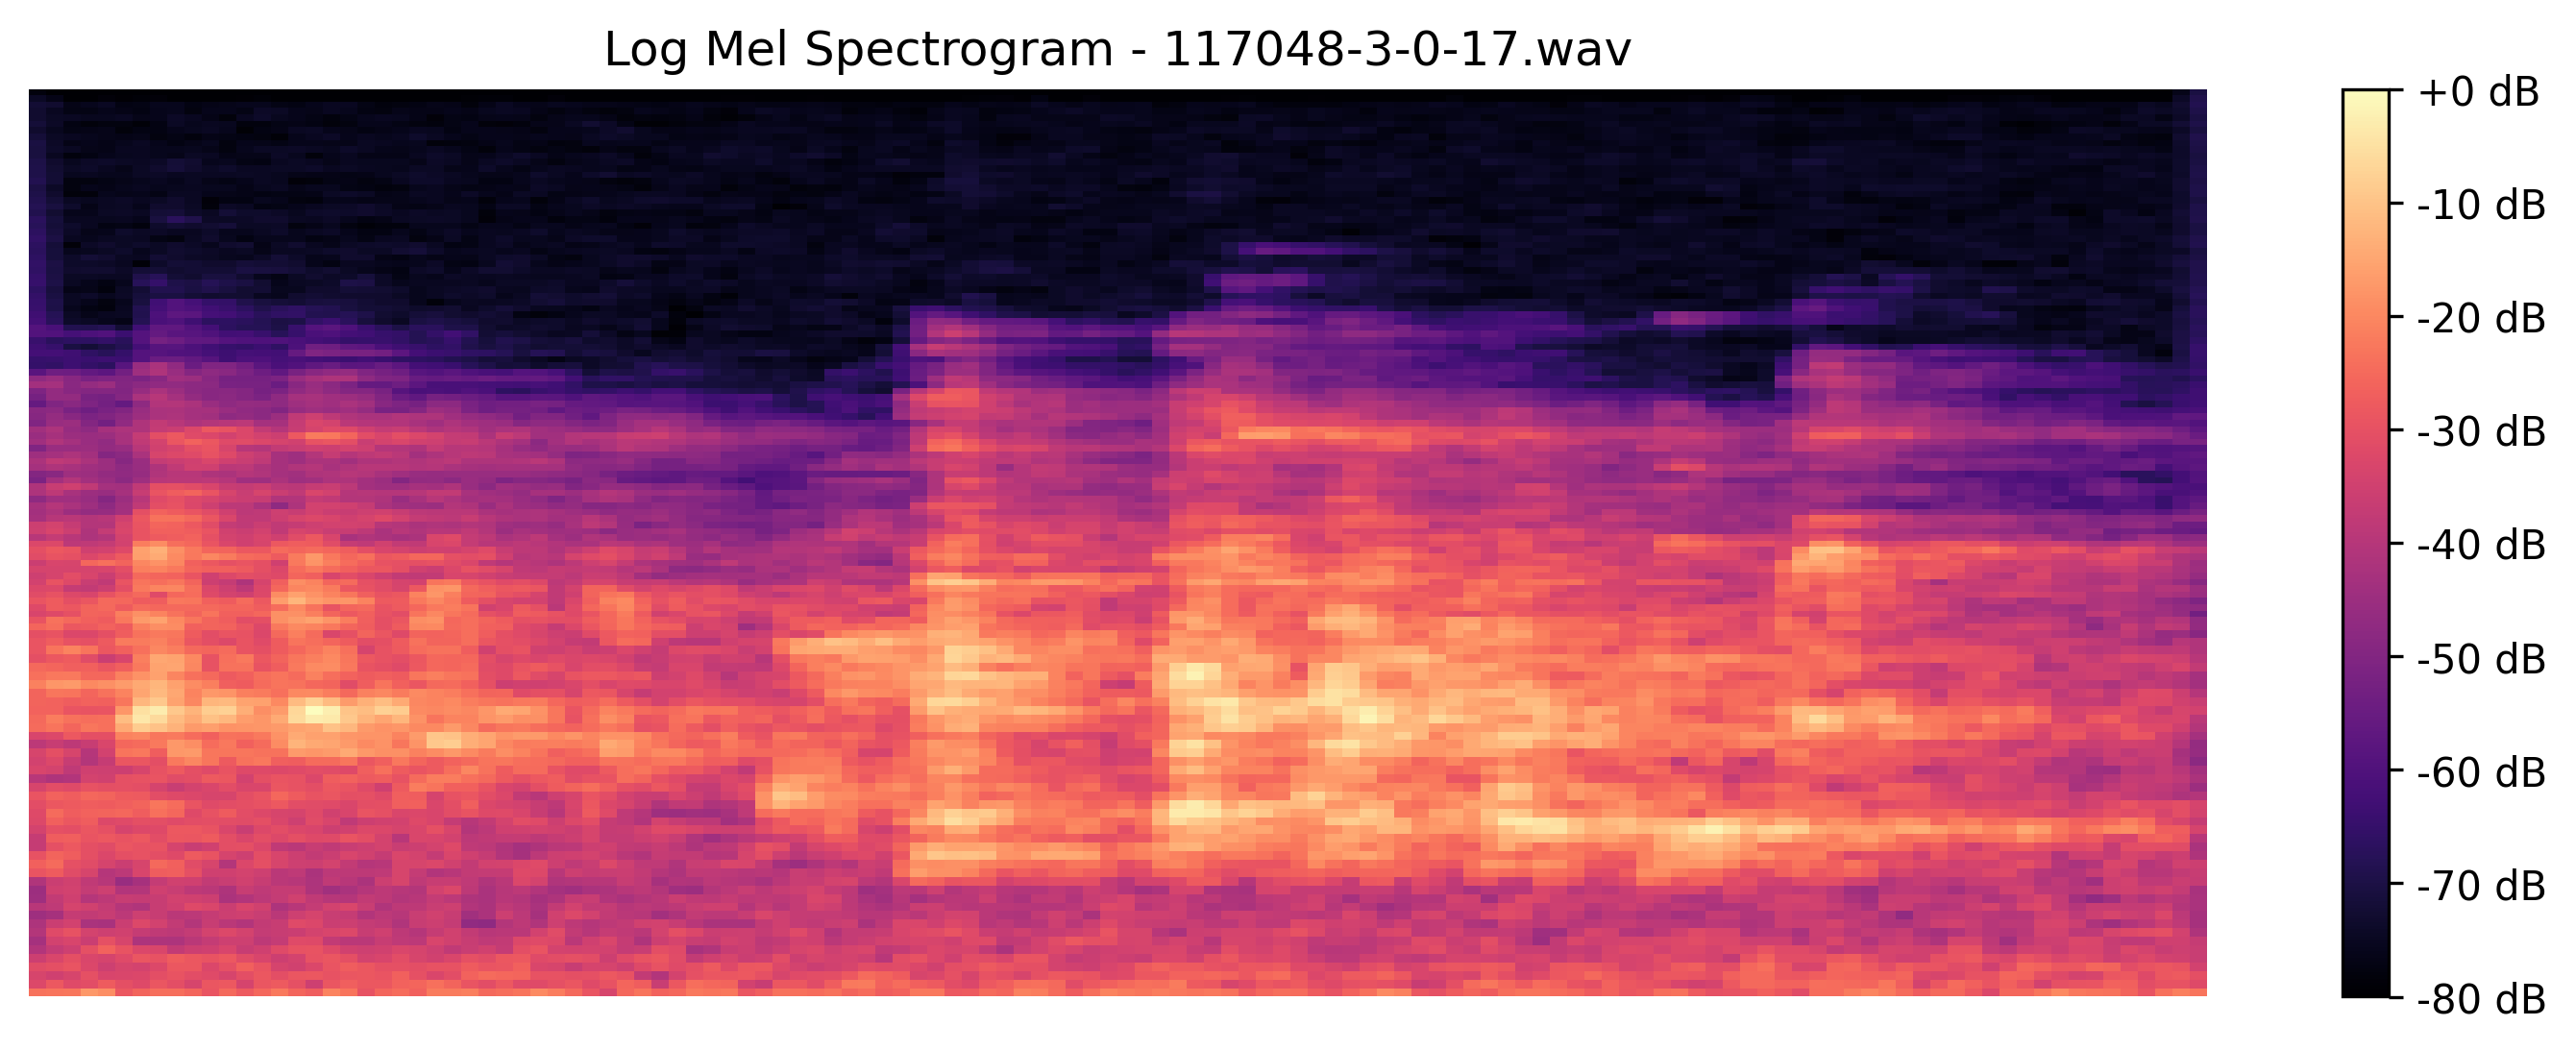 Log Mel Spectrogram - 117048-3-0-17.wav
+0 dB
-10 dB
-20 dB
-30 dB
-40 dB
-50 dB
-60 dB
-70 dB
-80 dB